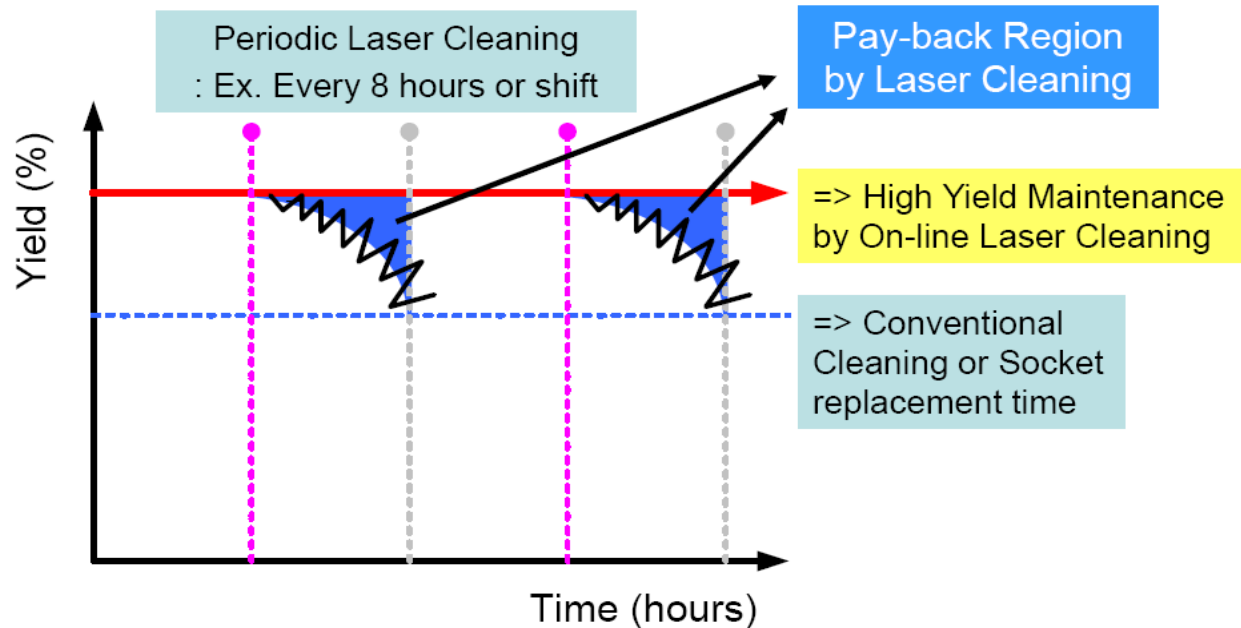 Periodic Laser Cleaning
: Ex. Every 8 hours or shift
Pay-back Region
by Laser Cleaning
Yield (%)
=> High Yield Maintenance
by On-line Laser Cleaning
=> Conventional
Cleaning or Socket
replacement time
Time (hours)